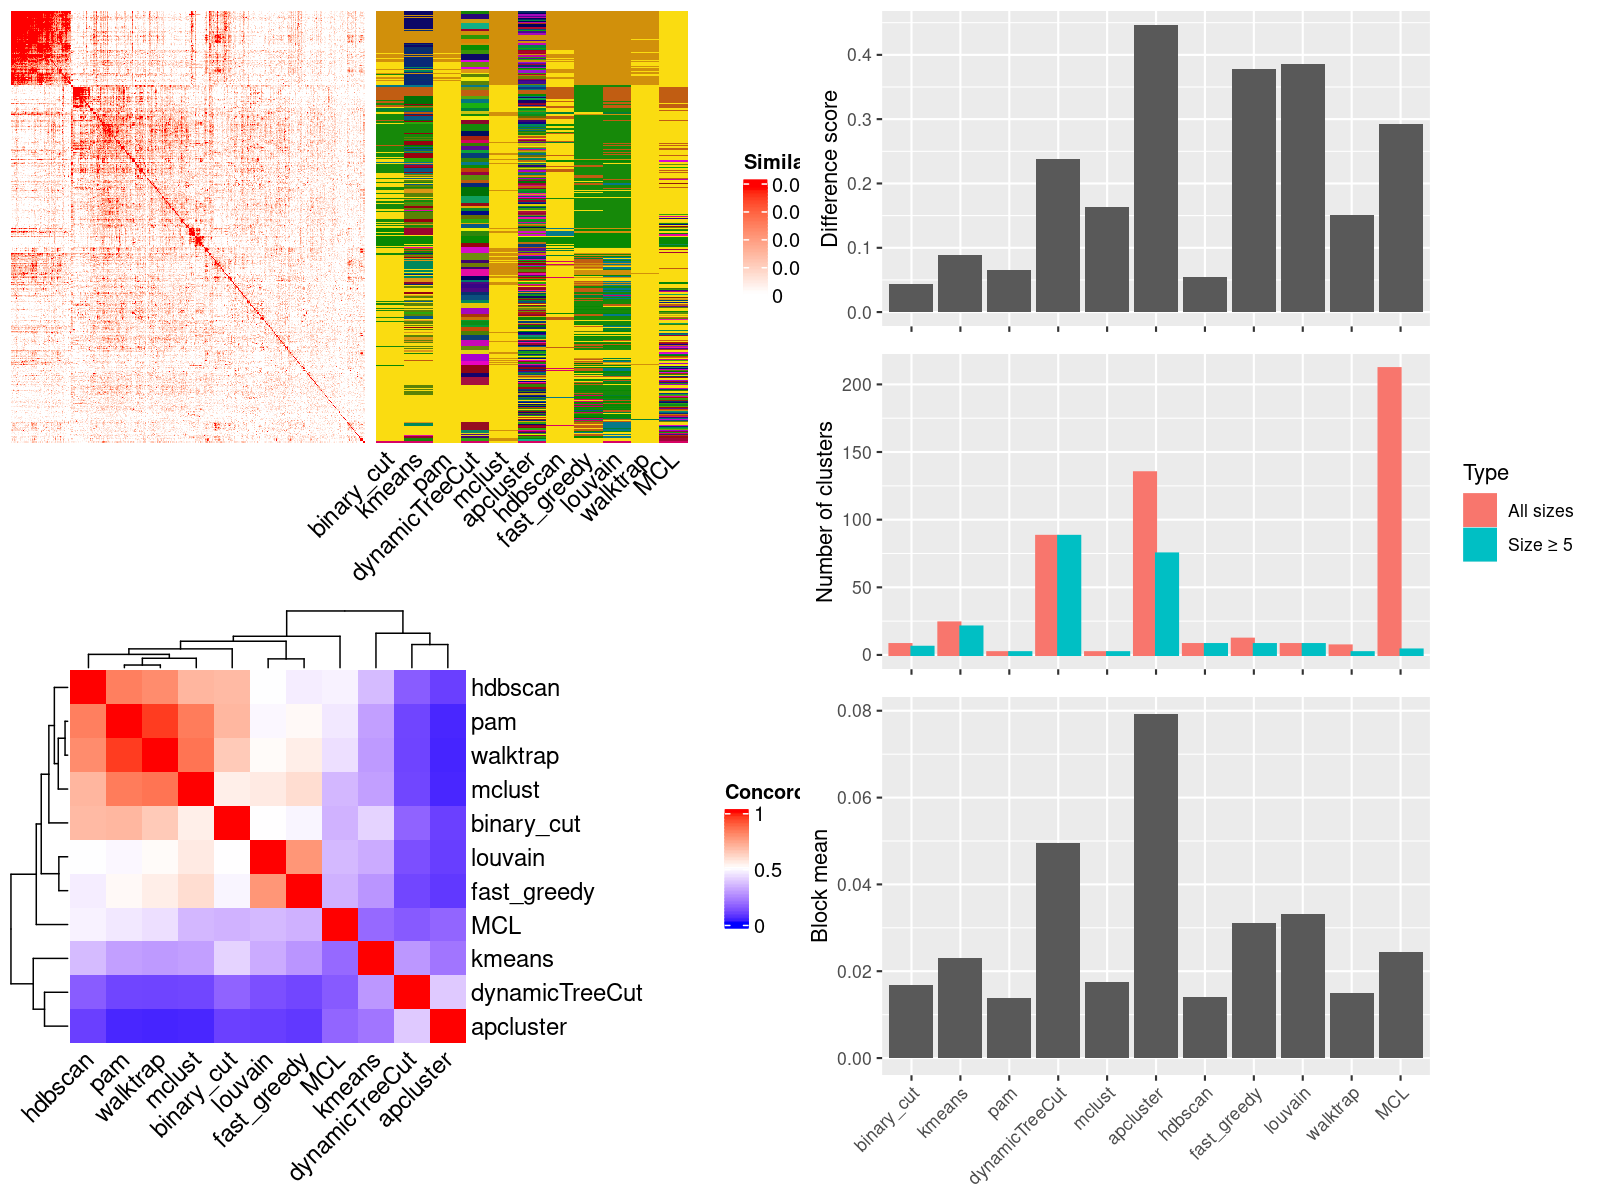 Simila
0.0
0.0
0.0
0.0
0
binary_cut
kmeans
pam
dynamicTreeCut
mclust
apcluster
hdbscan
fast_greedy
louvain
walktrap
MCL
hdbscan
pam
walktrap
mclust
binary_cut
louvain
fast_greedy
MCL
kmeans
dynamicTreeCut
apcluster
hdbscan
pam
walktrap
mclust
binary_cut
louvain
fast_greedy
MCL
kmeans
dynamicTreeCut
apcluster
Concord
1
0.5
0
Difference score
0.4
0.3
0.2
0.1
0.0
Number of clusters
200
150
100
50
0
Type
All sizes
Size ≥ 5
Block mean
0.08
0.06
0.04
0.02
0.00
binary_cut
kmeans
pam
dynamicTreeCut
mclust
apcluster
hdbscan
fast_greedy
louvain
walktrap
MCL